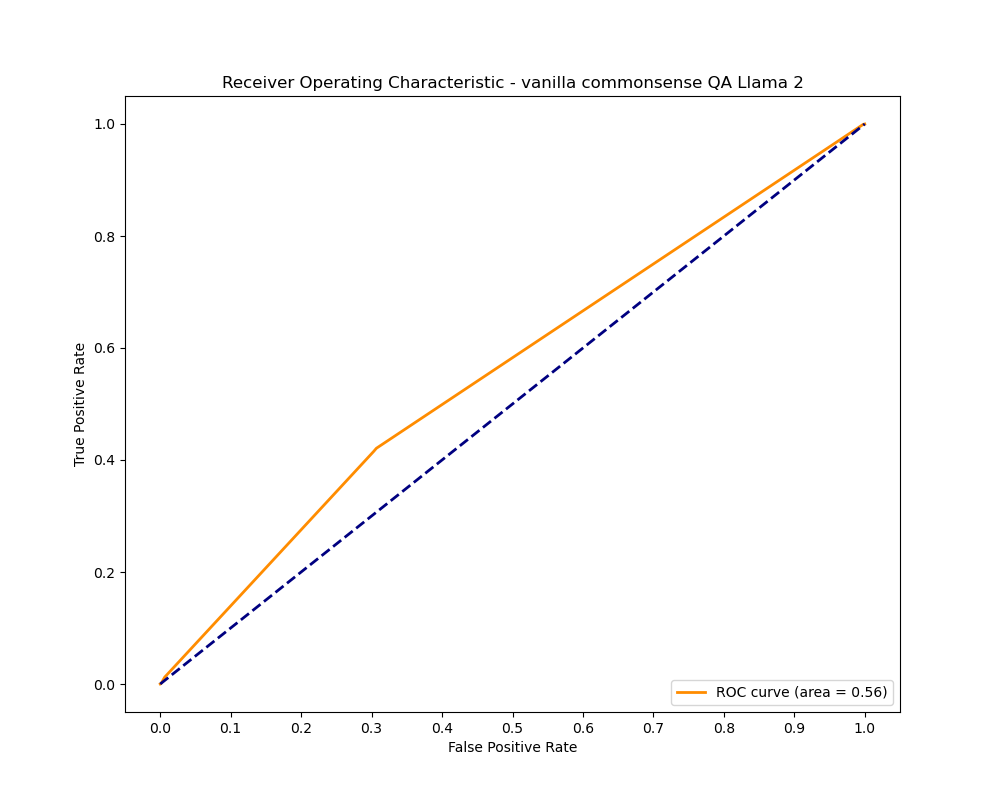 Receiver Operating Characteristic - vanilla commonsense QA Llama 2
1.0
0.8
0.6
0.4
0.2
0.0
True Positive Rate
ROC curve (area = 0.56)
0.0 0.1 0.2 0.3 0.4 0.5 0.6 0.7 0.8 0.9 1.0
False Positive Rate